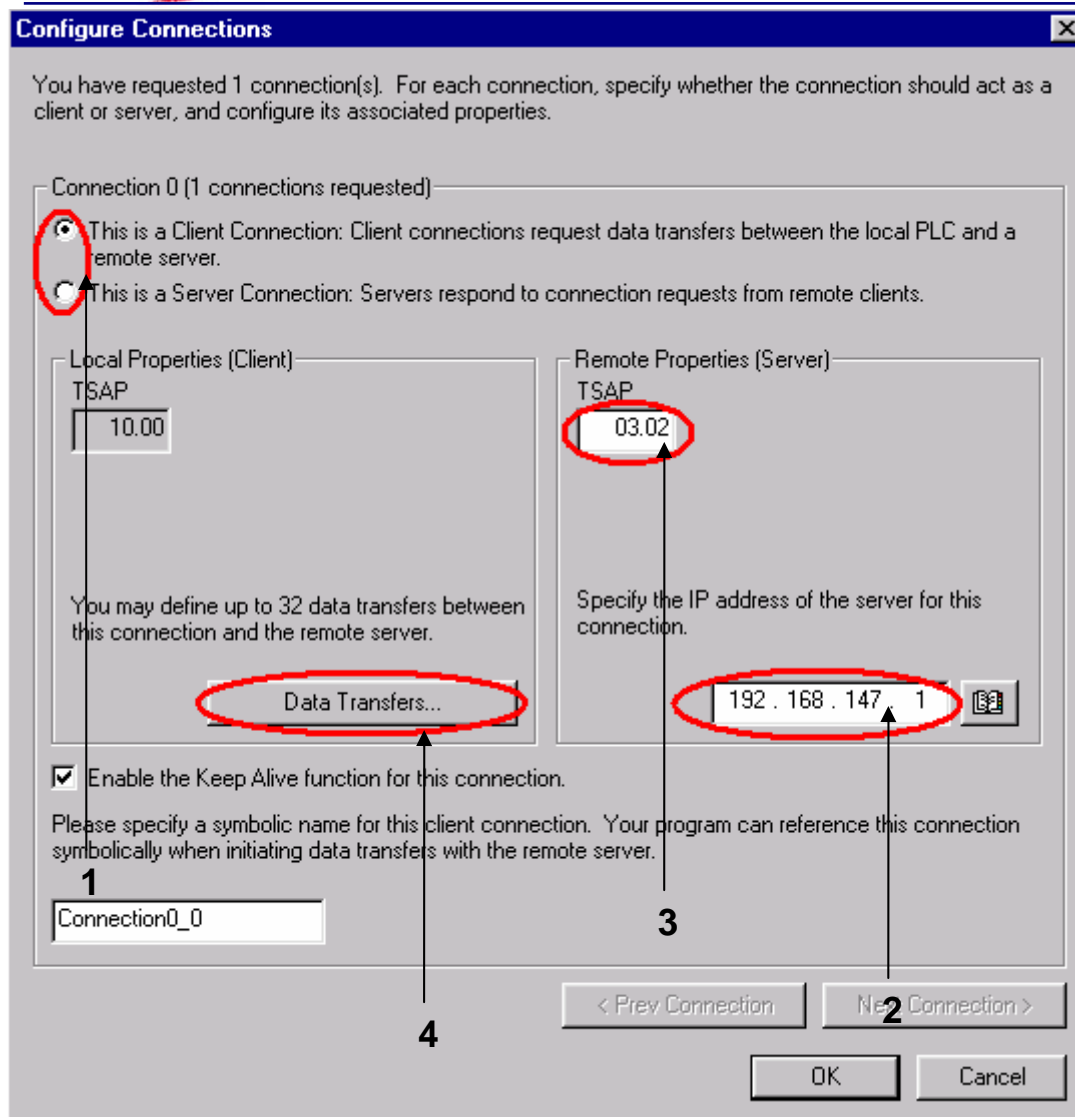 Configure Connections
You have requested 1 connection(s). For each connection, specify whether the connection should act as a
client or server, and configure its associated properties.
Connection 0 (1 connections requested)
This is a Client Connection: Client connections request data transfers between the local PLC and a
remote server.
This is a Server Connection: Servers respond to connection requests from remote clients.
Local Properties (Client)
TSAP
10.00
You may define up to 32 data transfers between
this connection and the remote server.
Data Transfers...
Remote Properties (Server)
TSAP
03.02
Specify the IP address of the server for this
connection.
192 . 168 . 147 . 1
Enable the Keep Alive function for this connection.
Please specify a symbolic name for this client connection. Your program can reference this connection
symbolically when initiating data transfers with the remote server.
1
Connection0_0
3
< Prev Connection
Next Connection >
2
4
OK
Cancel